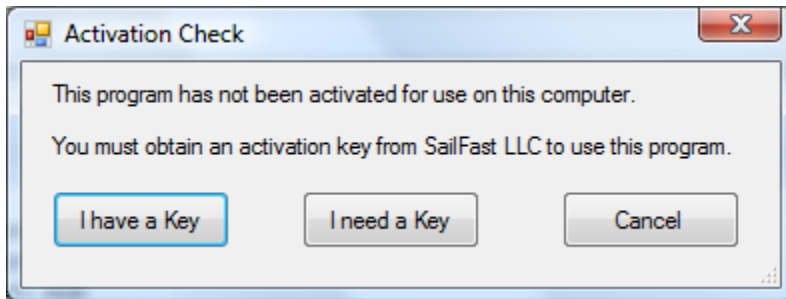 Activation Check
This program has not been activated for use on this computer.
You must obtain an activation key from SailFast LLC to use this program.
I have a Key I need a Key Cancel